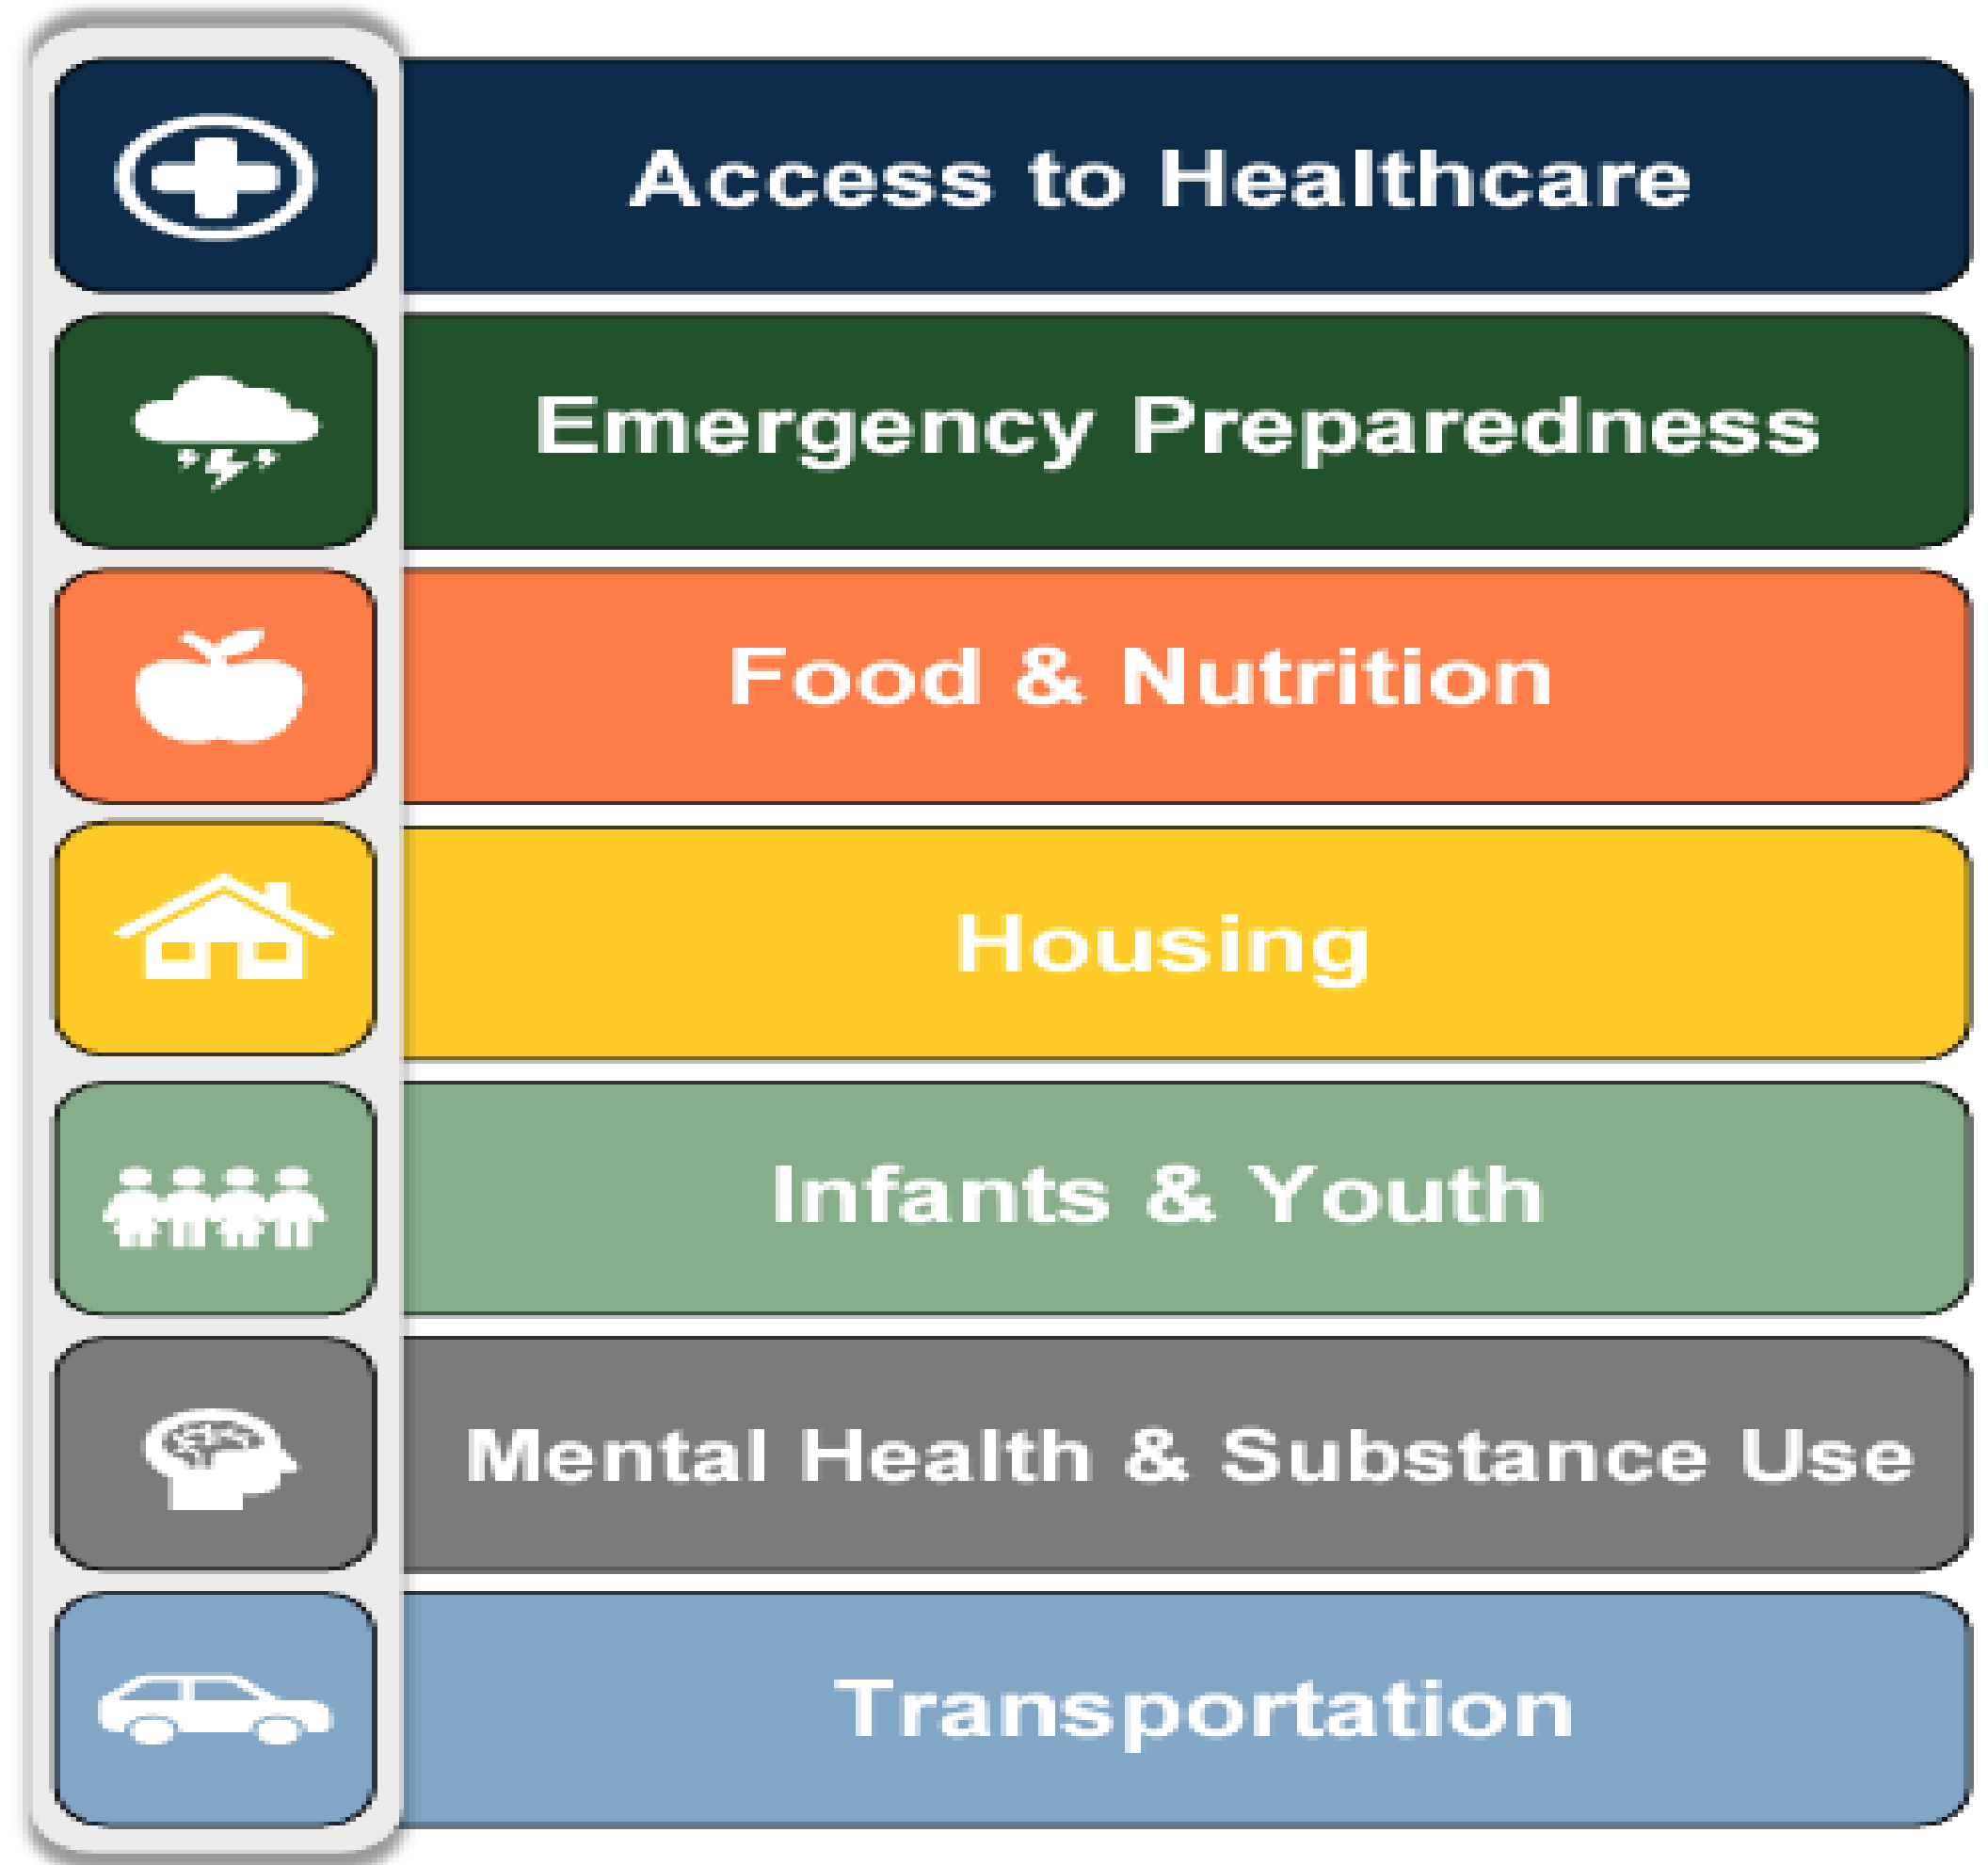 Access to Healthcare
Emergency Preparedness
Food & Nutrition
Housing
Infants & Youth
Mental Health & Substance Use
Transportation